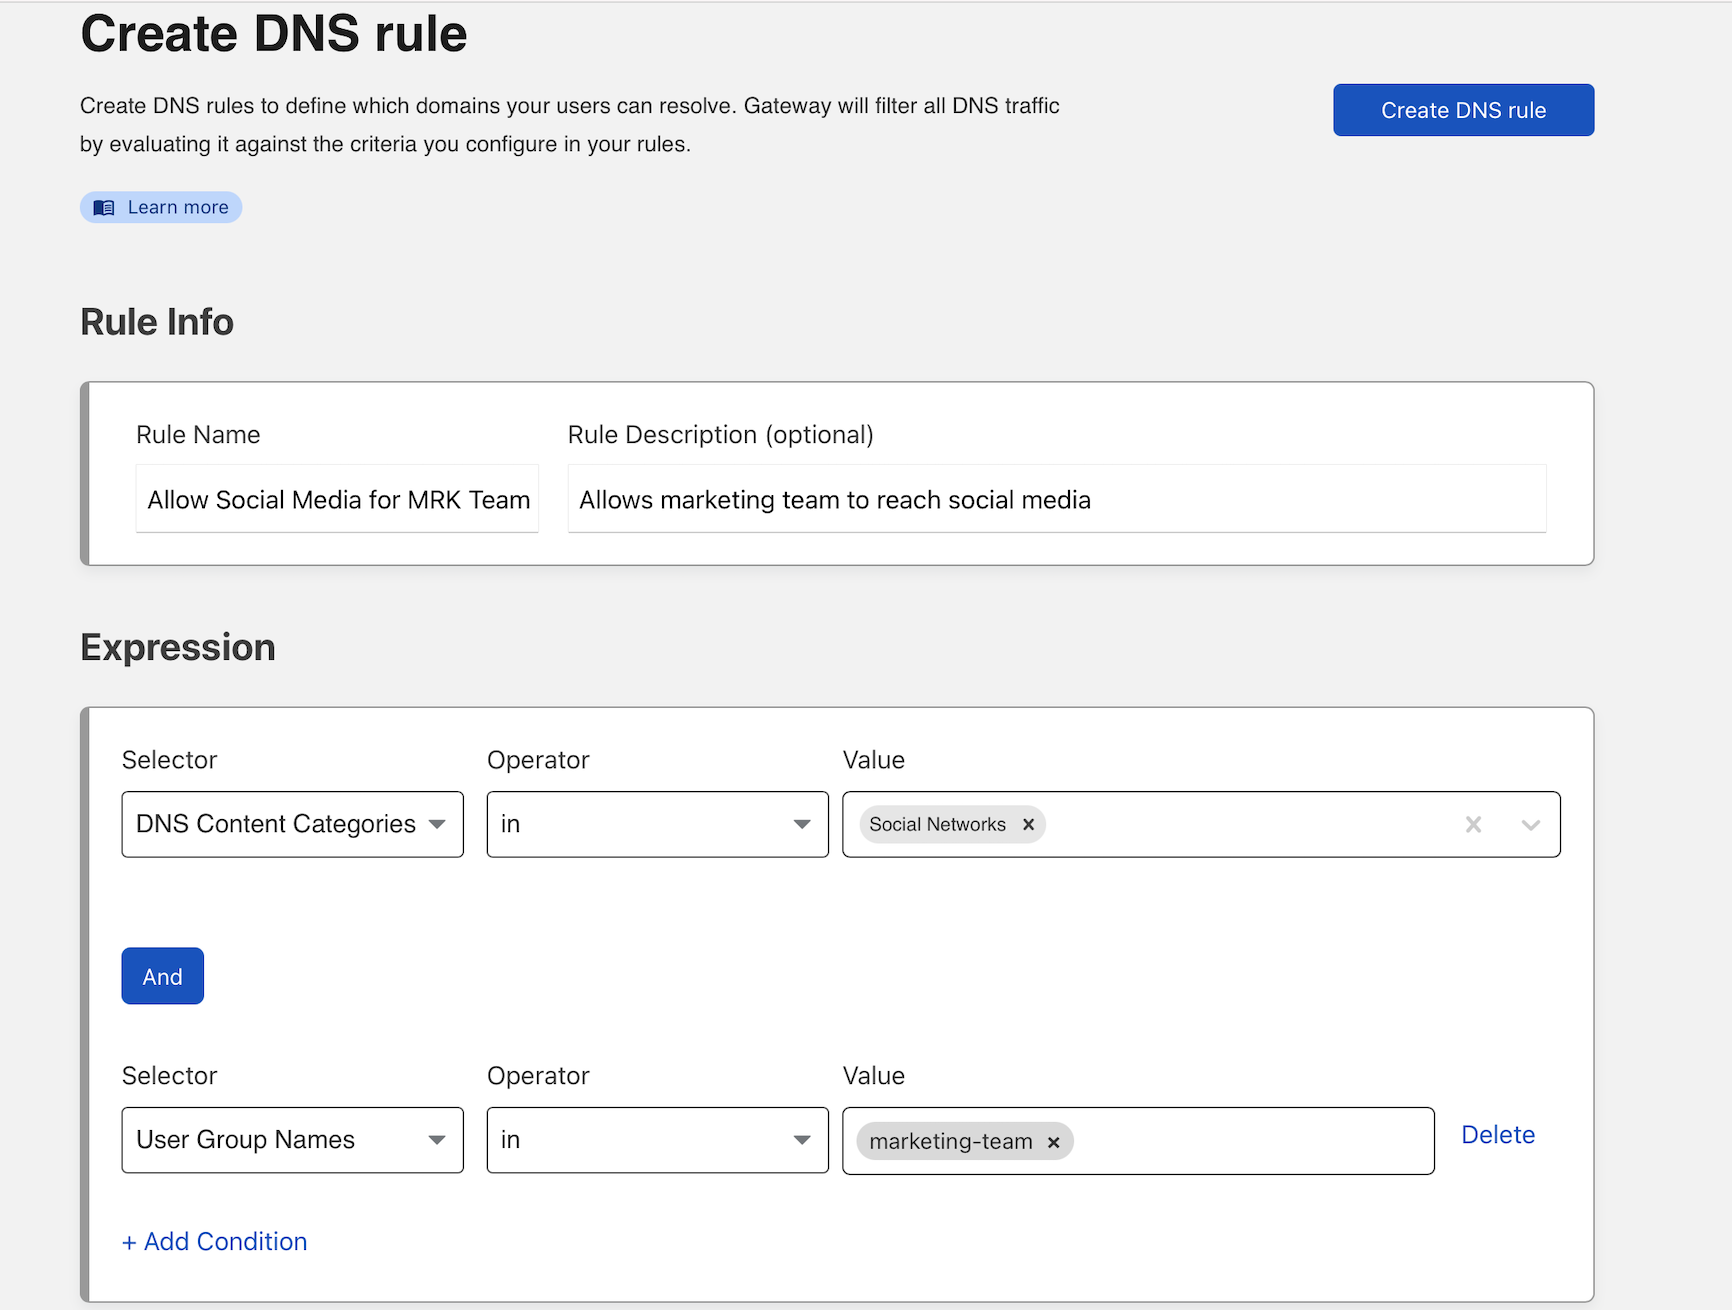 Create DNS rule
Create DNS rules to define which domains your users can resolve. Gateway will filter all DNS traffic
by evaluating it against the criteria you configure in your rules.
Create DNS rule
Learn more
Rule Info
Rule Name
Rule Description (optional)
Allow Social Media for MRK Team
Allows marketing team to reach social media
Expression
Selector
Operator
Value
DNS Content Categories
in
Social Networks
And
Selector
Operator
Value
User Group Names
in
marketing-team
Delete
+ Add Condition